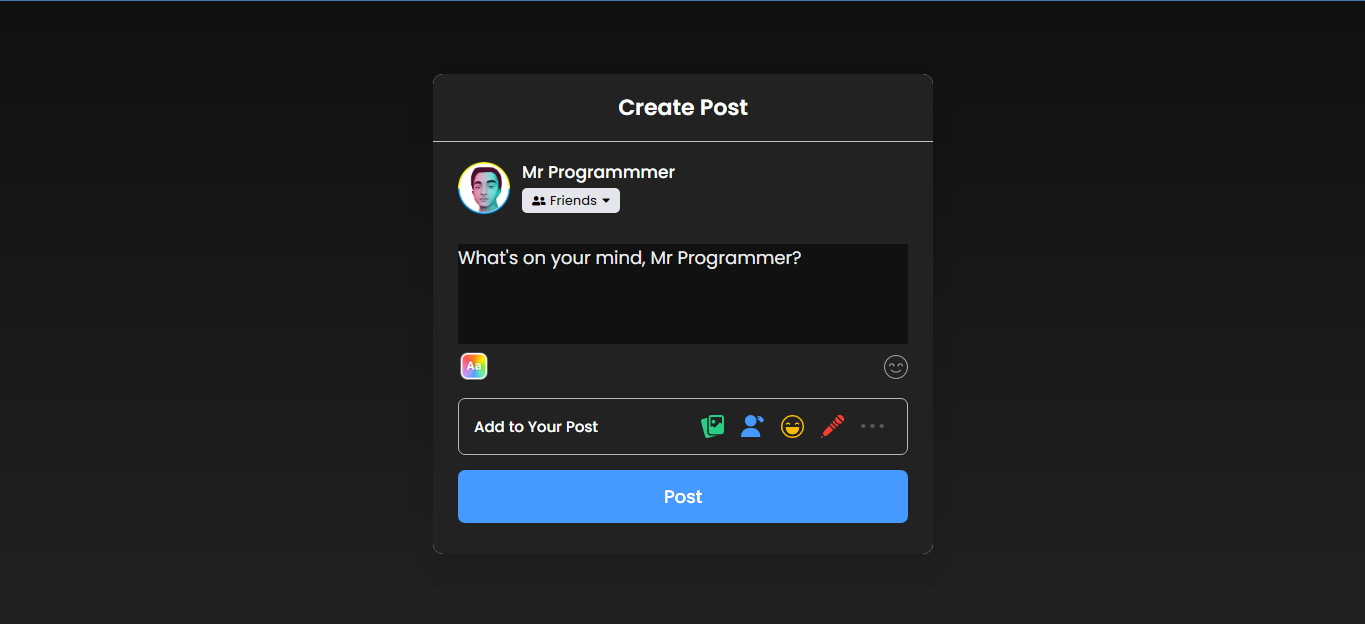 Create Post
Mr Programmmer
Friends
What's on your mind, Mr Programmer?
Aa
Add to Your Post
Post